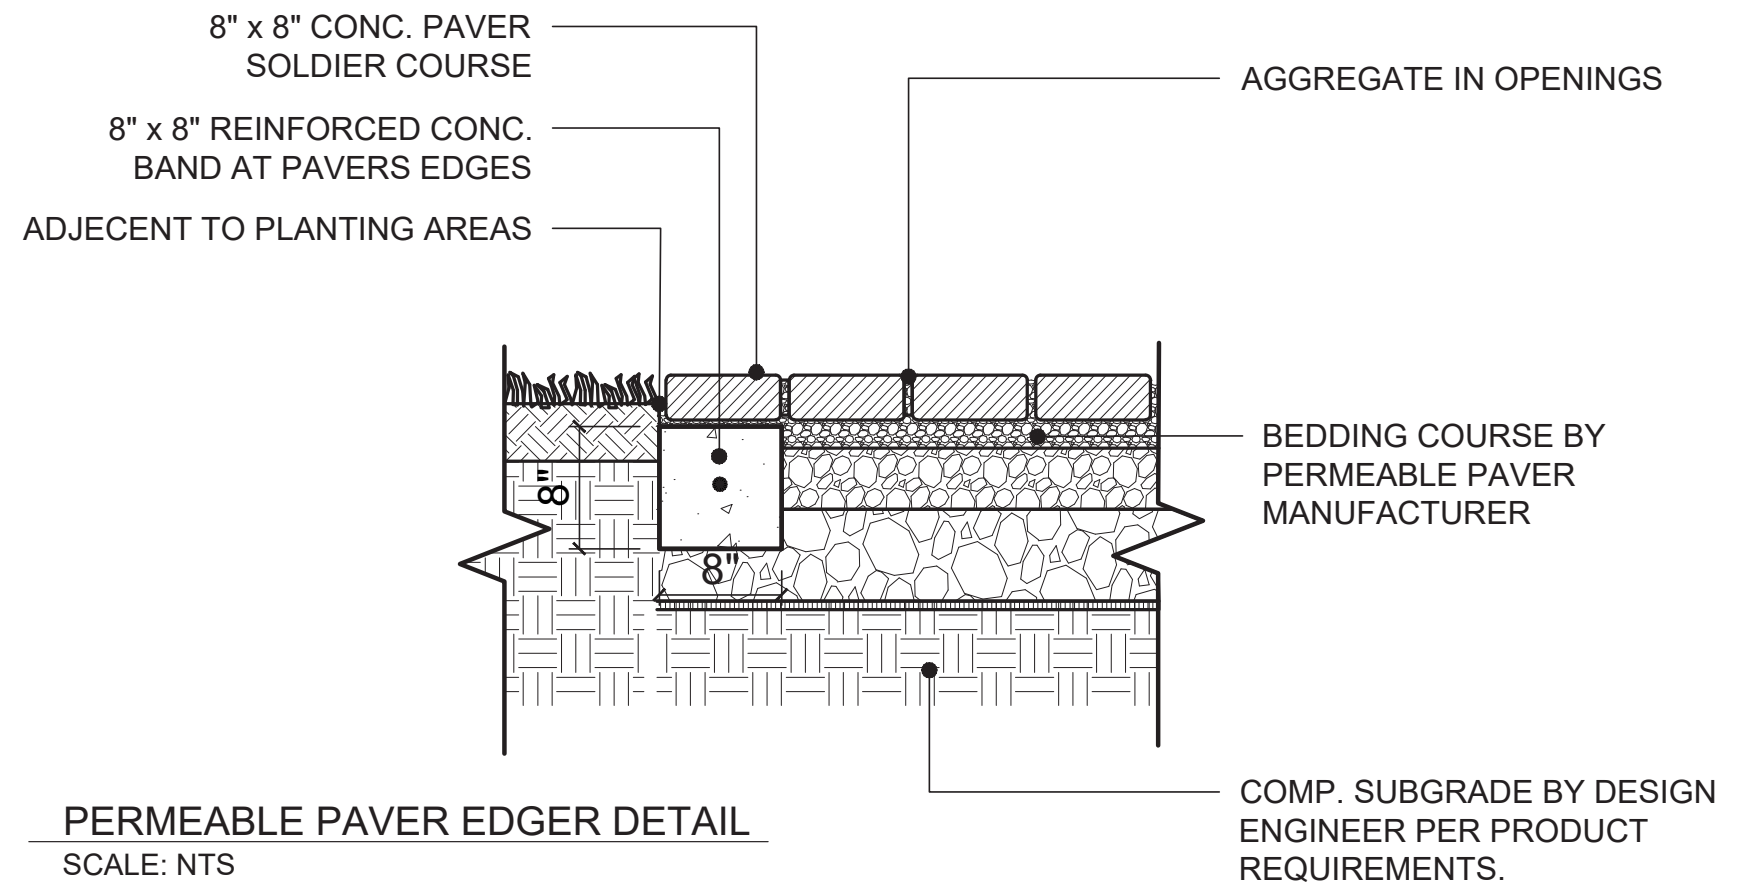 8" x 8" CONC. PAVER
SOLDIER COURSE
8" x 8" REINFORCED CONC.
BAND AT PAVERS EDGES
ADJECENT TO PLANTING AREAS
AGGREGATE IN OPENINGS
BEDDING COURSE BY
PERMEABLE PAVER
MANUFACTURER
8"
8"
COMP. SUBGRADE BY DESIGN
ENGINEER PER PRODUCT
REQUIREMENTS.
PERMEABLE PAVER EDGER DETAIL
SCALE: NTS